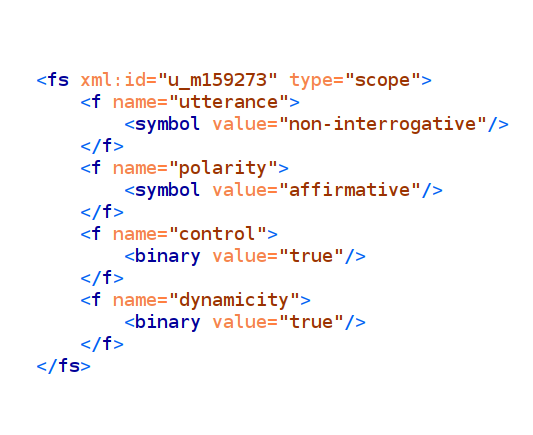 <fs xml:id="u_m159273" type="scope">
    <f name="utterance">
        <symbol value="non-interrogative"/>
    </f>
    <f name="polarity">
        <symbol value="affirmative"/>
    </f>
    <f name="control">
        <binary value="true"/>
    </f>
    <f name="dynamicity">
        <binary value="true"/>
    </f>
</fs>